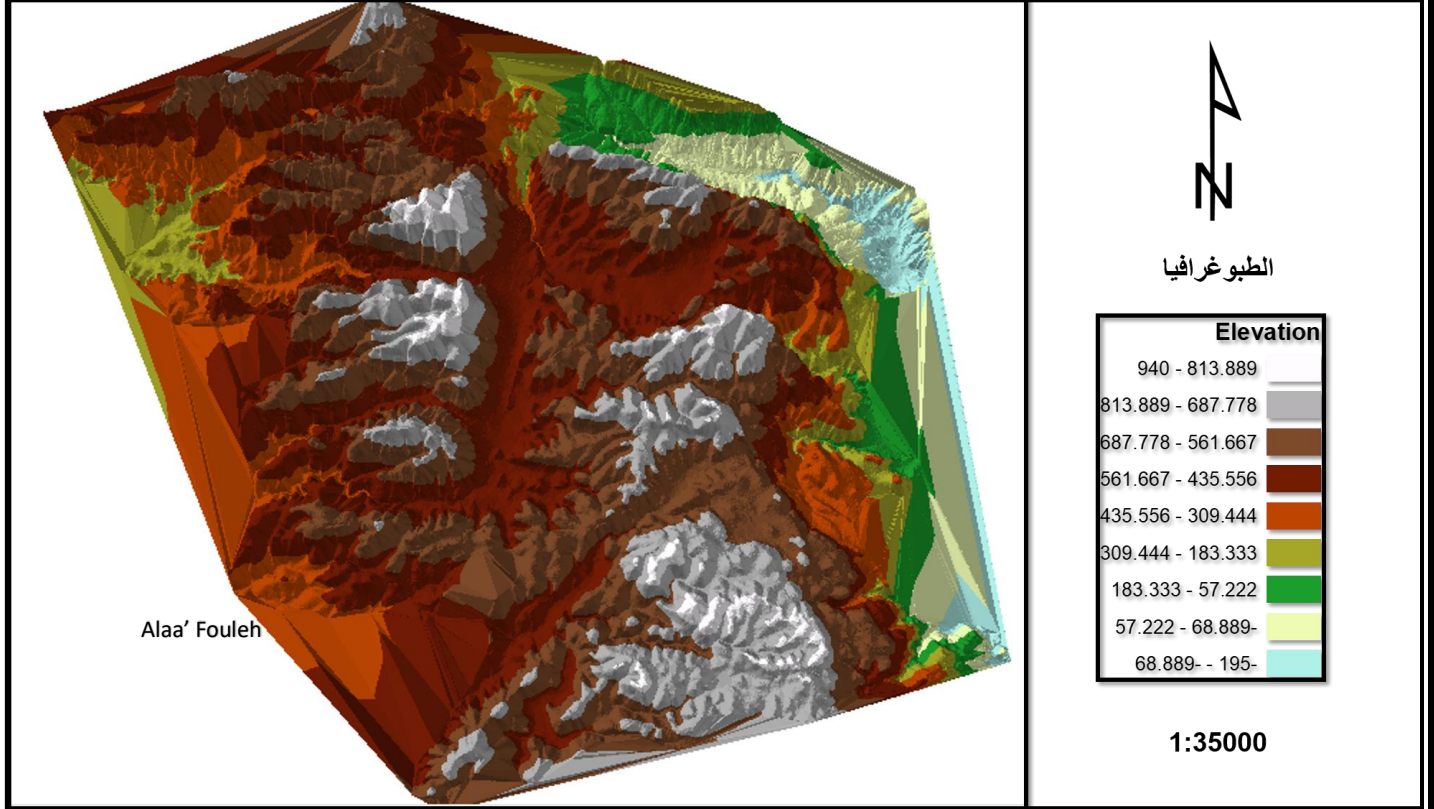 Alaa’ Fouleh
N
الطبوغرافيا
Elevation
940 - 813.889
813.889 - 687.778
687.778 - 561.667
561.667 - 435.556
435.556 - 309.444
309.444 - 183.333
183.333 - 57.222
57.222 - 68.889-
68.889- - 195-
1:35000